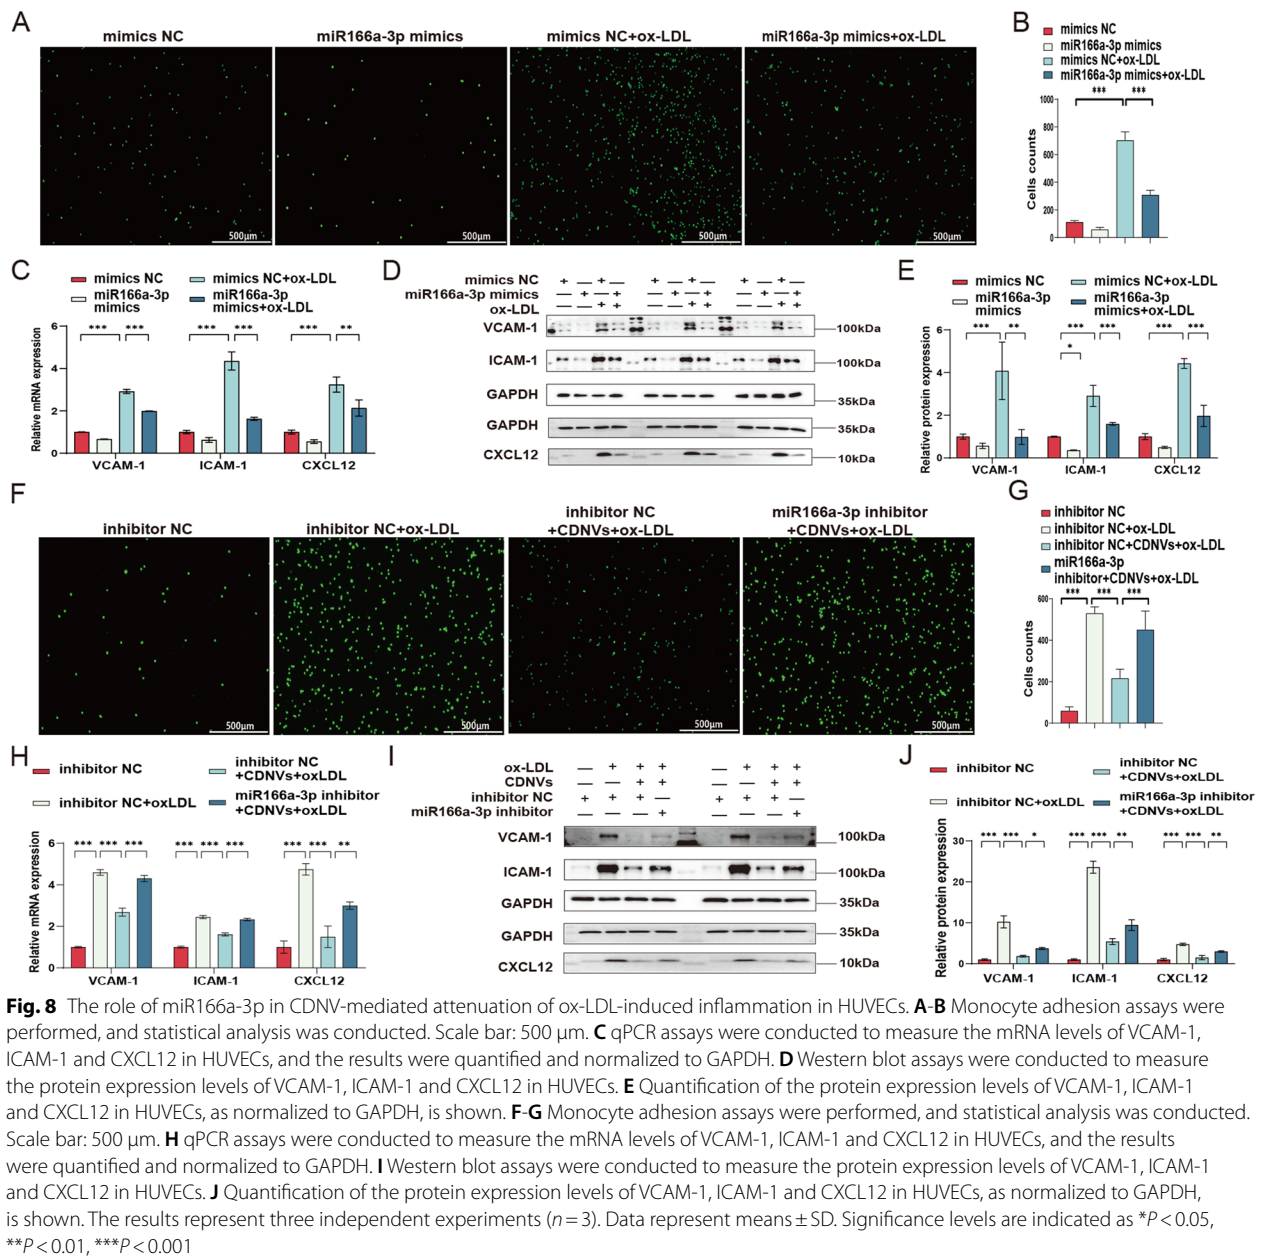 A
mimics NC
miR166a-3p mimics
mimics NC+ox-LDL
miR166a-3p mimics+ox-LDL
500μm
500μm
500μm
500μm
B
mimics NC
miR166a-3p mimics
mimics NC+ox-LDL
miR166a-3p mimics+ox-LDL
Cells counts
1000
800
600
400
200
0
***
***
C
mimics NC
mimics NC+ox-LDL
miR166a-3p
mimics
miR166a-3p
mimics+ox-LDL
Relative mRNA expression
6
4
2
0
*** *** *** *** *** **
VCAM-1 ICAM-1 CXCL12
D
mimics NC + — + — + — + — + — + —
miR166a-3p mimics — + — + — + — + — + — +
ox-LDL — — + + — — + + — — + +
VCAM-1
100kDa
ICAM-1
100kDa
GAPDH
35kDa
GAPDH
35kDa
CXCL12
10kDa
E
mimics NC
mimics NC+ox-LDL
miR166a-3p
mimics
miR166a-3p
mimics+ox-LDL
Relative protein expression
6
4
2
0
*** ** *** * *** *** ***
VCAM-1 ICAM-1 CXCL12
F
inhibitor NC
inhibitor NC+ox-LDL
inhibitor NC
+CDNVs+ox-LDL
miR166a-3p inhibitor
+CDNVs+ox-LDL
500μm
500μm
500μm
500μm
G
inhibitor NC
inhibitor NC+ox-LDL
inhibitor NC+CDNVs+ox-LDL
miR166a-3p
inhibitor+CDNVs+ox-LDL
Cells counts
600
400
200
0
*** *** ***
H
inhibitor NC
inhibitor NC
+CDNVs+oxLDL
inhibitor NC+oxLDL
miR166a-3p inhibitor
+CDNVs+oxLDL
Relative mRNA expression
6
4
2
0
*** *** *** *** *** *** *** *** **
VCAM-1 ICAM-1 CXCL12
I
ox-LDL — + + + — + + +
CDNVs — — + + — — + +
inhibitor NC + + + — + + + —
miR166a-3p inhibitor — — — + — — — +
VCAM-1
100kDa
ICAM-1
100kDa
GAPDH
35kDa
GAPDH
35kDa
CXCL12
10kDa
J
inhibitor NC
inhibitor NC
+CDNVs+oxLDL
inhibitor NC+oxLDL
miR166a-3p inhibitor
+CDNVs+oxLDL
Relative protein expression
30
20
10
0
*** *** * *** *** ** *** *** **
VCAM-1 ICAM-1 CXCL12
Fig. 8 The role of miR166a-3p in CDNV-mediated attenuation of ox-LDL-induced inflammation in HUVECs. A-B Monocyte adhesion assays were
performed, and statistical analysis was conducted. Scale bar: 500 μm. C qPCR assays were conducted to measure the mRNA levels of VCAM-1,
ICAM-1 and CXCL12 in HUVECs, and the results were quantified and normalized to GAPDH. D Western blot assays were conducted to measure
the protein expression levels of VCAM-1, ICAM-1 and CXCL12 in HUVECs. E Quantification of the protein expression levels of VCAM-1, ICAM-1
and CXCL12 in HUVECs, as normalized to GAPDH, is shown. F-G Monocyte adhesion assays were performed, and statistical analysis was conducted.
Scale bar: 500 μm. H qPCR assays were conducted to measure the mRNA levels of VCAM-1, ICAM-1 and CXCL12 in HUVECs, and the results
were quantified and normalized to GAPDH. I Western blot assays were conducted to measure the protein expression levels of VCAM-1, ICAM-1
and CXCL12 in HUVECs. J Quantification of the protein expression levels of VCAM-1, ICAM-1 and CXCL12 in HUVECs, as normalized to GAPDH,
is shown. The results represent three independent experiments (n = 3). Data represent means ± SD. Significance levels are indicated as *P < 0.05,
**P < 0.01, ***P < 0.001